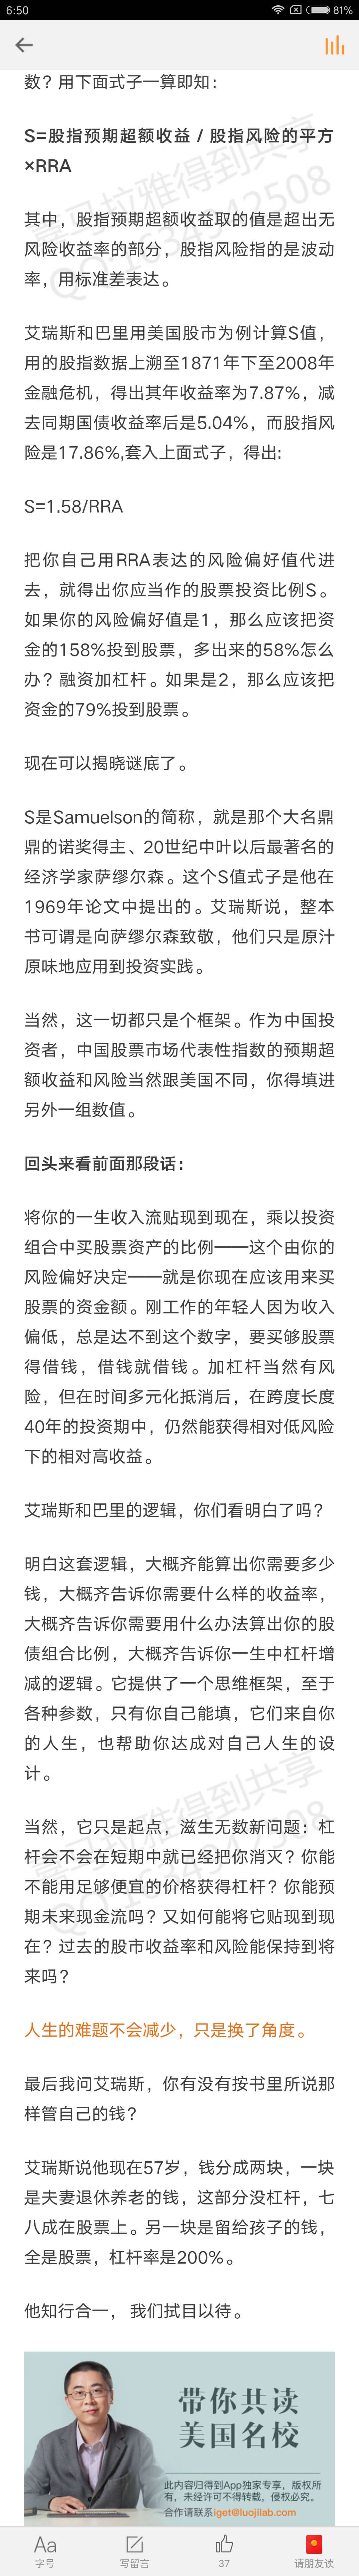 6:50
81%
数？用下面式子一算即知：
S=股指预期超额收益 / 股指风险的平方
×RRA
其中，股指预期超额收益取的值是超出无
风险收益率的部分，股指风险指的是波动
率，用标准差表达。
艾瑞斯和巴里用美国股市为例计算S值，
用的股指数据上溯至1871年下至2008年
金融危机，得出其年收益率为7.87%，减
去同期国债收益率后是5.04%，而股指风
险是17.86%,套入上面式子，得出:
S=1.58/RRA
把你自己用RRA表达的风险偏好值代进
去，就得出你应当作的股票投资比例S。
如果你的风险偏好值是1，那么应该把资
金的158%投到股票，多出来的58%怎么
办？融资加杠杆。如果是2，那么应该把
资金的79%投到股票。
现在可以揭晓谜底了。
S是Samuelson的简称，就是那个大名鼎
鼎的诺奖得主、20世纪中叶以后最著名的
经济学家萨缪尔森。这个S值式子是他在
1969年论文中提出的。艾瑞斯说，整本
书可谓是向萨缪尔森致敬，他们只是原汁
原味地应用到投资实践。
当然，这一切都只是个框架。作为中国投
资者，中国股票市场代表性指数的预期超
额收益和风险当然跟美国不同，你得填进
另外一组数值。
回头来看前面那段话：
将你的一生收入流贴现到现在，乘以投资
组合中买股票资产的比例——这个由你的
风险偏好决定——就是你现在应该用来买
股票的资金额。刚工作的年轻人因为收入
偏低，总是达不到这个数字，要买够股票
得借钱，借钱就借钱。加杠杆当然有风
险，但在时间多元化抵消后，在跨度长度
40年的投资期中，仍然能获得相对低风险
下的相对高收益。
艾瑞斯和巴里的逻辑，你们看明白了吗？
明白这套逻辑，大概齐能算出你需要多少
钱，大概齐告诉你需要什么样的收益率，
大概齐告诉你需要用什么办法算出你的股
债组合比例，大概齐告诉你一生中杠杆增
减的逻辑。它提供了一个思维框架，至于
各种参数，只有你自己能填，它们来自你
的人生，也帮助你达成对自己人生的设
计。
当然，它只是起点，滋生无数新问题：杠
杆会不会在短期中就已经把你消灭？你能
不能用足够便宜的价格获得杠杆？你能预
期未来现金流吗？又如何能将它贴现到现
在？过去的股市收益率和风险能保持到将
来吗？
人生的难题不会减少，只是换了角度。
最后我问艾瑞斯，你有没有按书里所说那
样管自己的钱？
艾瑞斯说他现在57岁，钱分成两块，一块
是夫妻退休养老的钱，这部分没杠杆，七
八成在股票上。另一块是留给孩子的钱，
全是股票，杠杆率是200%。
他知行合一， 我们拭目以待。
带你共读
美国名校
此内容归得到App独家专享，版权所
有，未经许可不得转载，侵权必究。
合作请联系iget@luojilab.com
Aa
字号
写留言
37
请朋友读